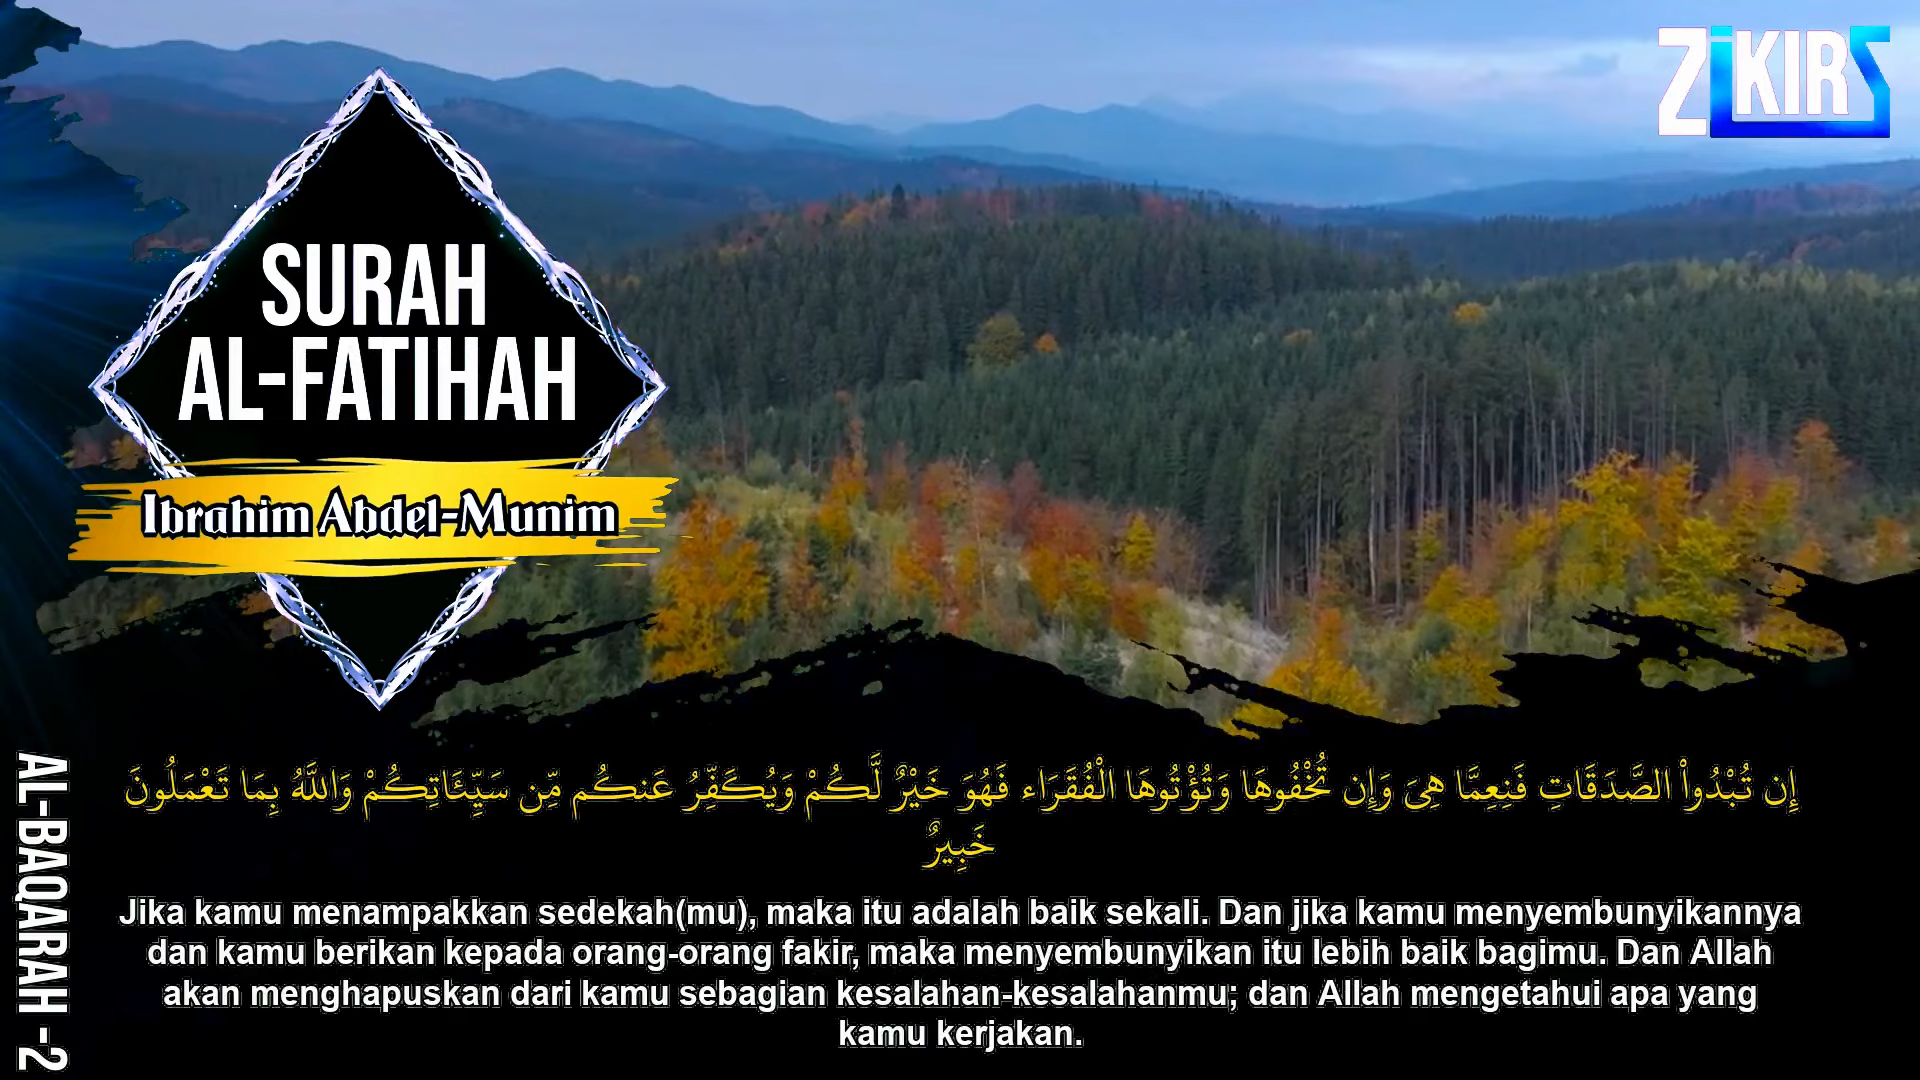 ZIKIRS
SURAH
AL-FATIHAH
Ibrahim Abdel-Munim
AL-BAQARAH -2
إِن تُبْدُواْ الصَّدَقَاتِ فَنِعِمَّا هِىَ وَإِن تُخْفُوهَا وَتُؤْتُوهَا الْفُقَرَاء فَهُوَ خَيْرٌ لَّكُمْ وَيُكَفِّرُ عَنكُم مِّن سَيِّئَاتِكُمْ وَاللَّهُ بِمَا تَعْمَلُونَ
خَبِيرٌ
Jika kamu menampakkan sedekah(mu), maka itu adalah baik sekali. Dan jika kamu menyembunyikannya
dan kamu berikan kepada orang-orang fakir, maka menyembunyikan itu lebih baik bagimu. Dan Allah
akan menghapuskan dari kamu sebagian kesalahan-kesalahanmu; dan Allah mengetahui apa yang
kamu kerjakan.